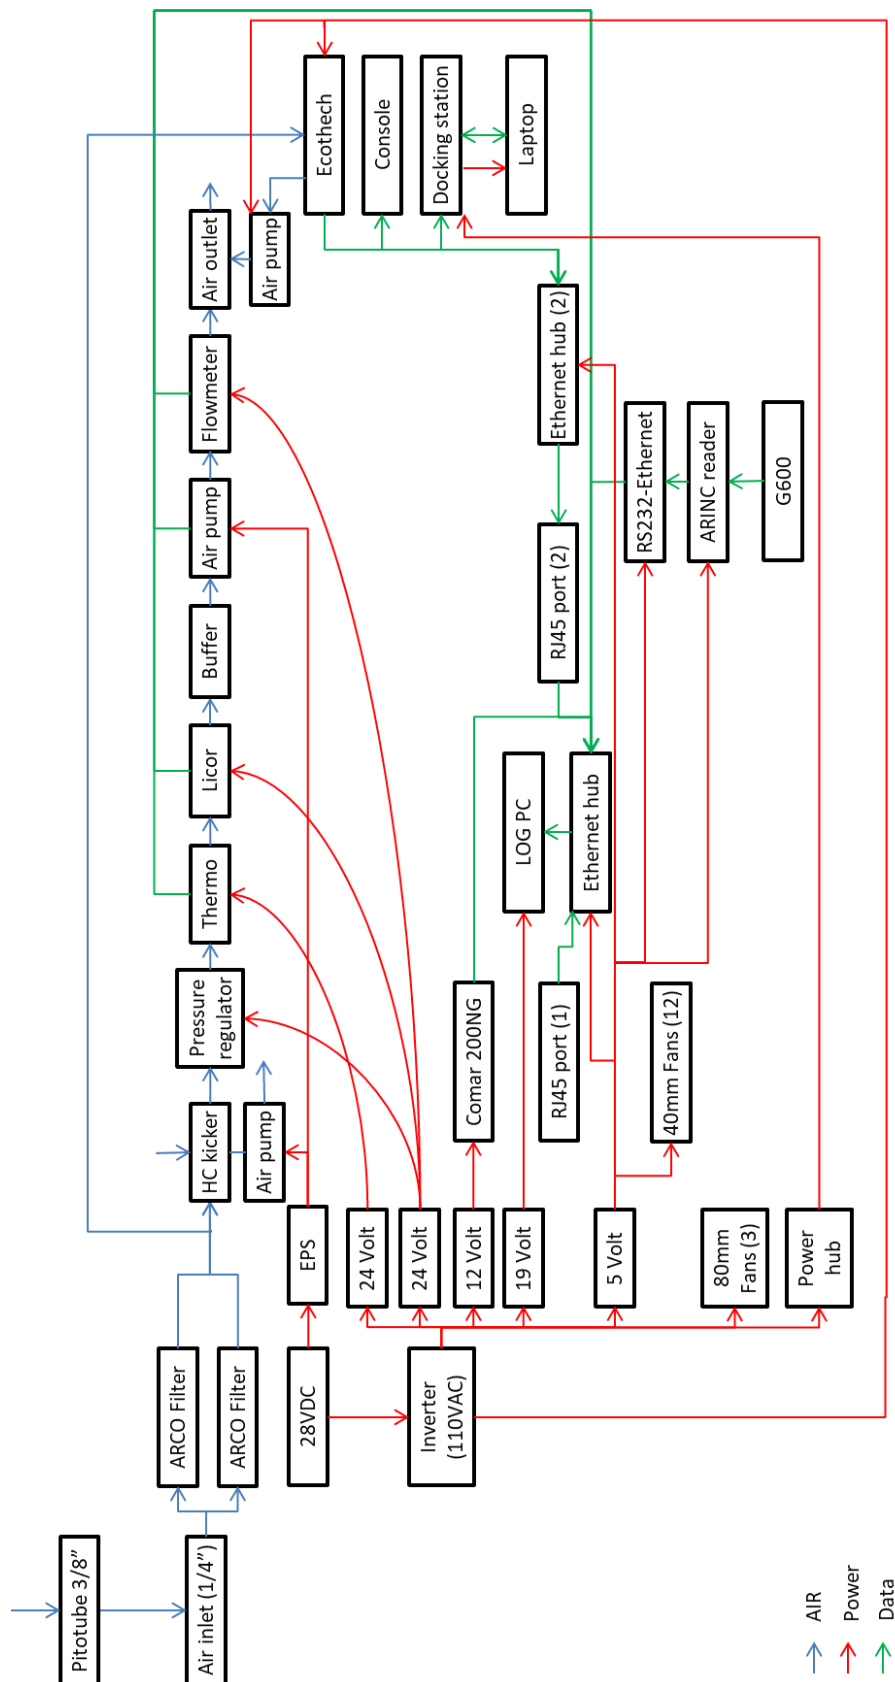 Pitotube 3/8”
Air inlet (1/4”)
ARCO Filter
ARCO Filter
HC kicker
Air pump
Pressure
regulator
Thermo
Licor
Buffer
Air pump
Flowmeter
Air outlet
Air pump
Ecothech
Console
Docking station
Laptop
28VDC
EPS
Inverter
(110VAC)
24 Volt
24 Volt
12 Volt
19 Volt
5 Volt
80mm
Fans (3)
Power
hub
Comar 200NG
RJ45 port (1)
40mm Fans (12)
LOG PC
Ethernet hub
RJ45 port (2)
Ethernet hub (2)
RS232-Ethernet
ARINC reader
G600
AIR
Power
Data